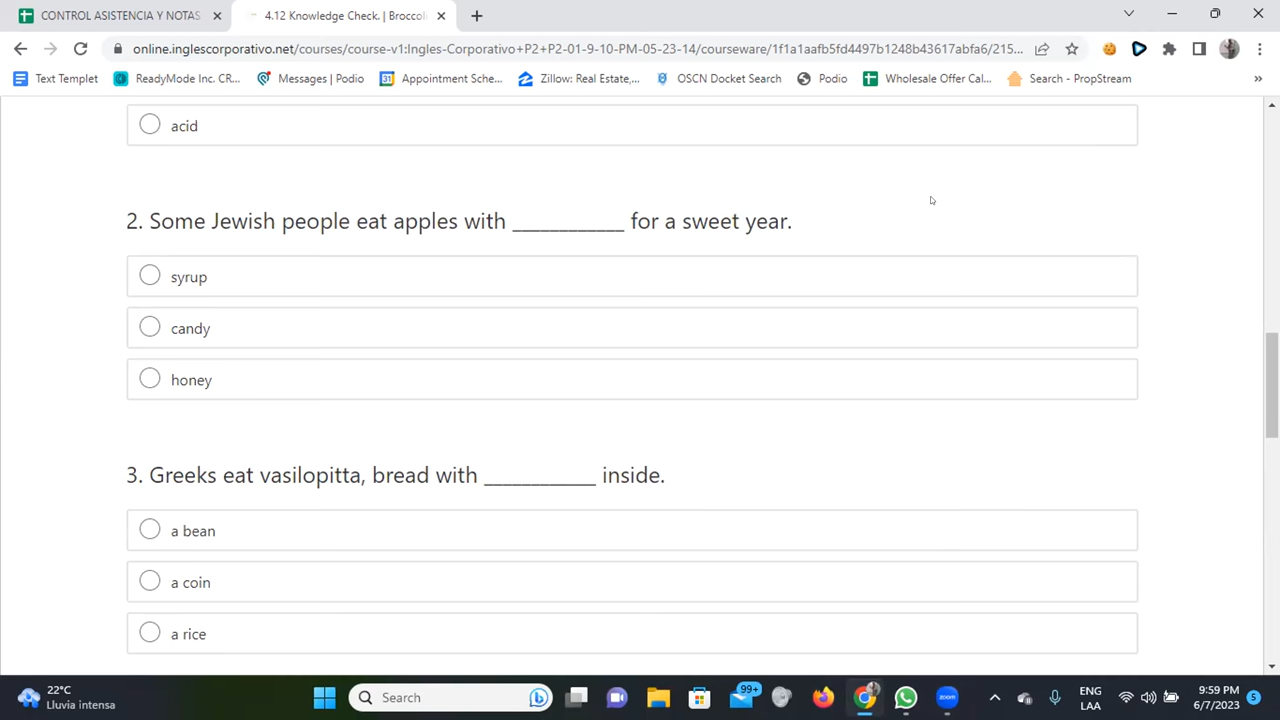 CONTROL ASISTENCIA Y NOTAS
4.12 Knowledge Check. | Broccoli
online.inglescorporativo.net/courses/course-v1:Ingles-Corporativo+P2+P2-01-9-10-PM-05-23-14/courseware/1f1a1aafb5fd4497b1248b43617abfa6/215...
Text Templet
ReadyMode Inc. CR...
Messages | Podio
Appointment Sche...
Zillow: Real Estate,...
OSCN Docket Search
Podio
Wholesale Offer Cal...
Search - PropStream
acid
2. Some Jewish people eat apples with ____________ for a sweet year.
syrup
candy
honey
3. Greeks eat vasilopitta, bread with ____________ inside.
a bean
a coin
a rice
22°C
Lluvia intensa
Search
99+
zoom
ENG
LAA
9:59 PM
6/7/2023
5